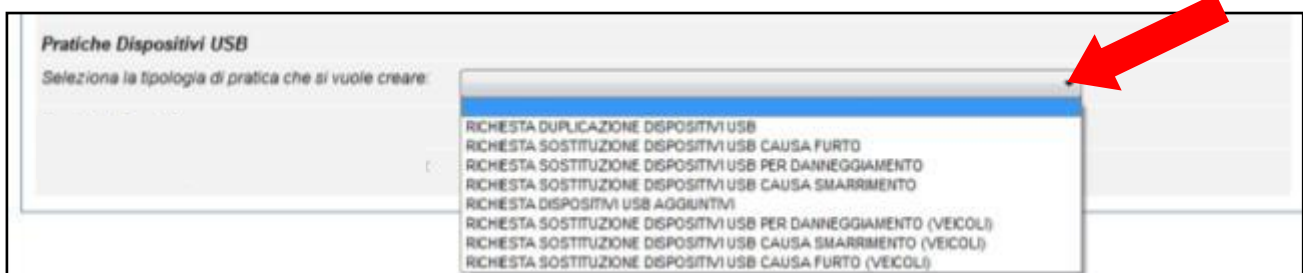 Pratiche Dispositivi USB
Seleziona la tipologia di pratica che si vuole creare:
RICHIESTA DUPLICAZIONE DISPOSITIVI USB
RICHIESTA SOSTITUZIONE DISPOSITIVI USB CAUSA FURTO
RICHIESTA SOSTITUZIONE DISPOSITIVI USB PER DANNEGGIAMENTO
RICHIESTA SOSTITUZIONE DISPOSITIVI USB CAUSA SMARRIMENTO
RICHIESTA DISPOSITIVI USB AGGIUNTIVI
RICHIESTA SOSTITUZIONE DISPOSITIVI USB PER DANNEGGIAMENTO (VEICOLI)
RICHIESTA SOSTITUZIONE DISPOSITIVI USB CAUSA SMARRIMENTO (VEICOLI)
RICHIESTA SOSTITUZIONE DISPOSITIVI USB CAUSA FURTO (VEICOLI)